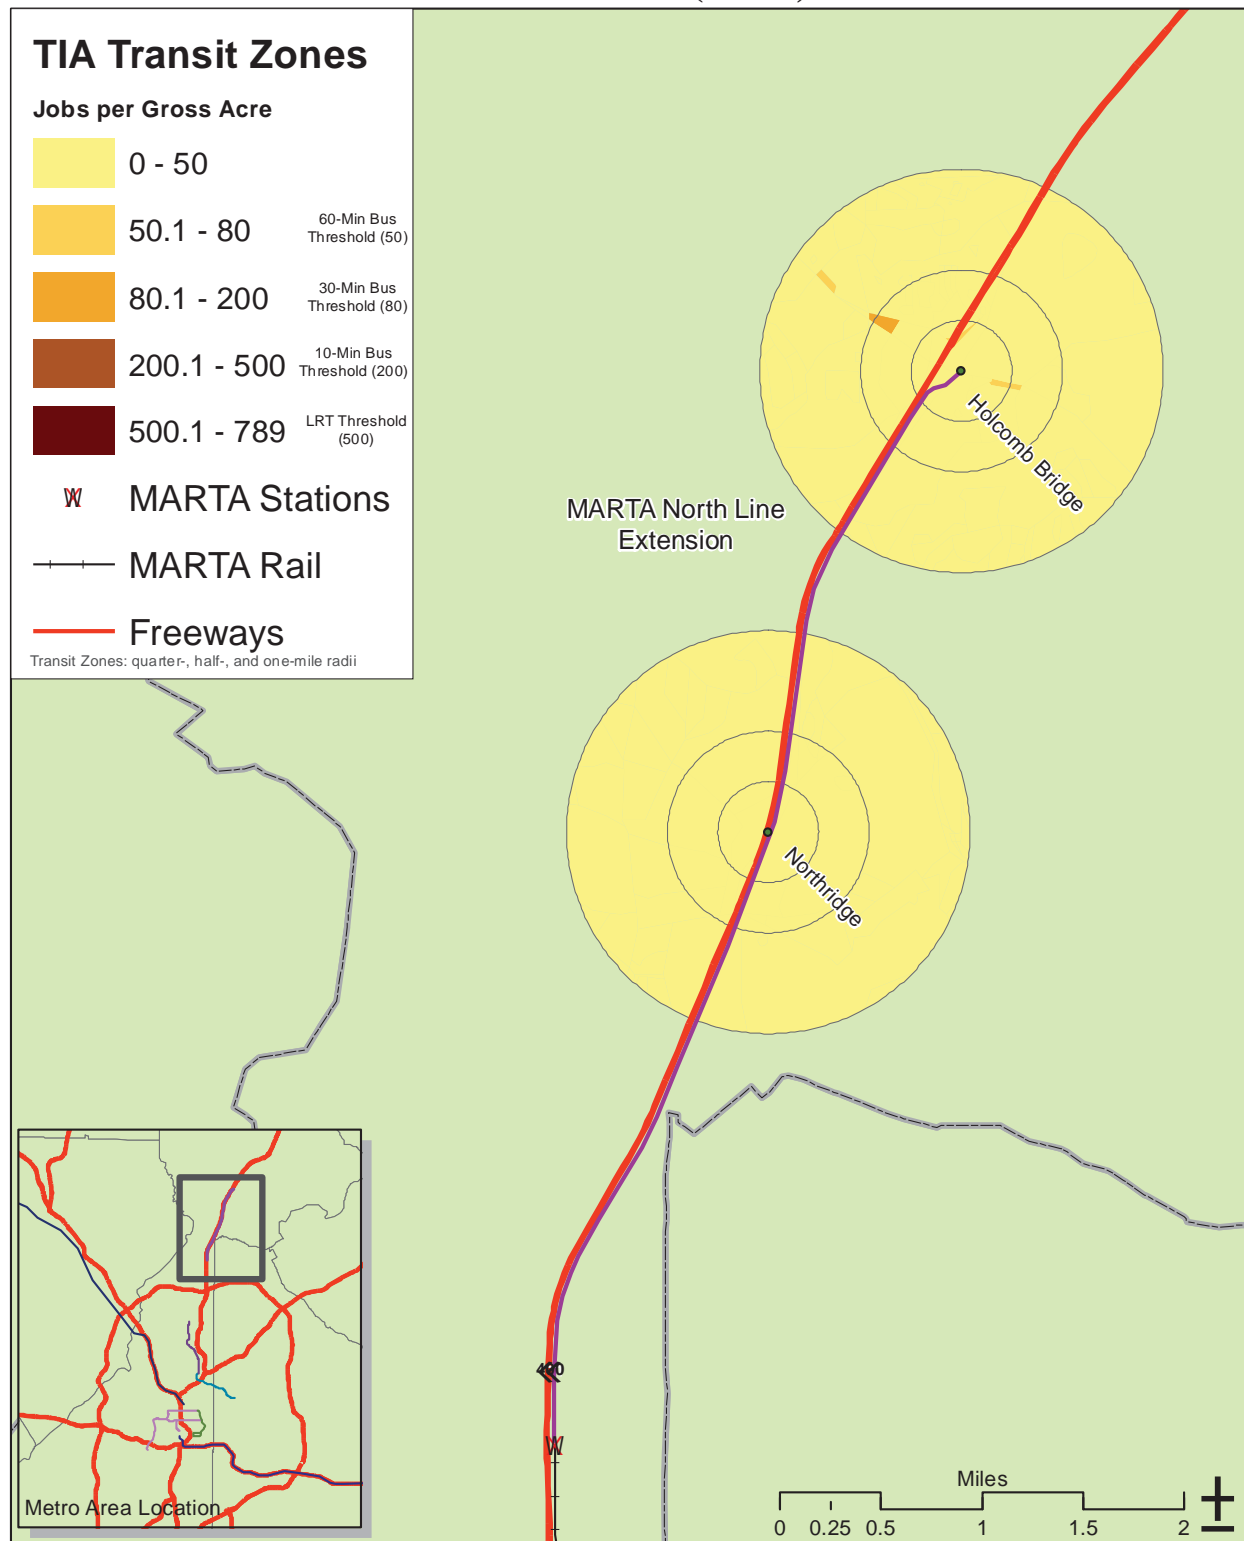 TIA Transit Zones
Jobs per Gross Acre
0 - 50
50.1 - 80
60-Min Bus
Threshold (50)
80.1 - 200
30-Min Bus
Threshold (80)
200.1 - 500
10-Min Bus
Threshold (200)
500.1 - 789
LRT Threshold
(500)
MARTA Stations
MARTA Rail
Freeways
Transit Zones: quarter-, half-, and one-mile radii
Holcomb Bridge
MARTA North Line
Extension
Northridge
Metro Area Location
Miles
0 0.25 0.5 1 1.5 2